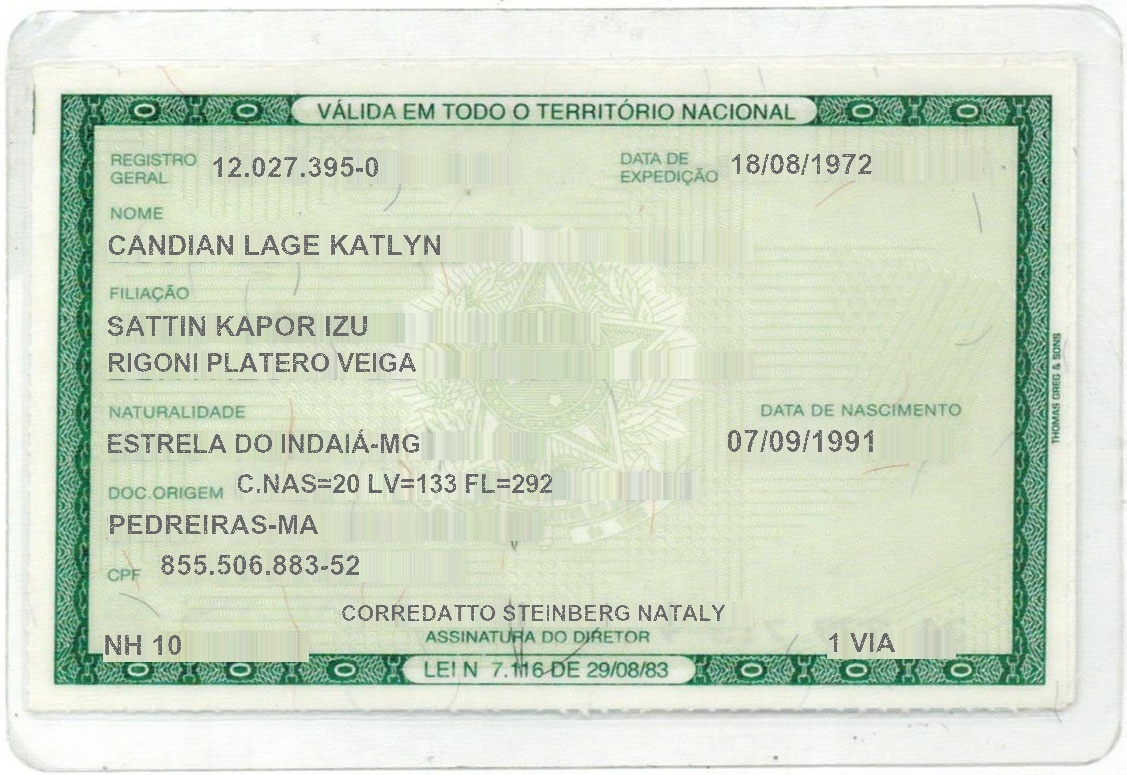 VÁLIDA EM TODO O TERRITÓRIO NACIONAL
REGISTRO GERAL 12.027.395-0 DATA DE EXPEDIÇÃO 18/08/1972
NOME
CANDIAN LAGE KATLYN
FILIAÇÃO
SATTIN KAPOR IZU
RIGONI PLATERO VEIGA
NATURALIDADE DATA DE NASCIMENTO
ESTRELA DO INDAIÁ-MG 07/09/1991
DOC.ORIGEM C.NAS=20 LV=133 FL=292
PEDREIRAS-MA
CPF 855.506.883-52
CORREDATTO STEINBERG NATALY
NH 10 ASSINATURA DO DIRETOR 1 VIA
LEI N 7.116 DE 29/08/83
THOMAS GREG & SONS